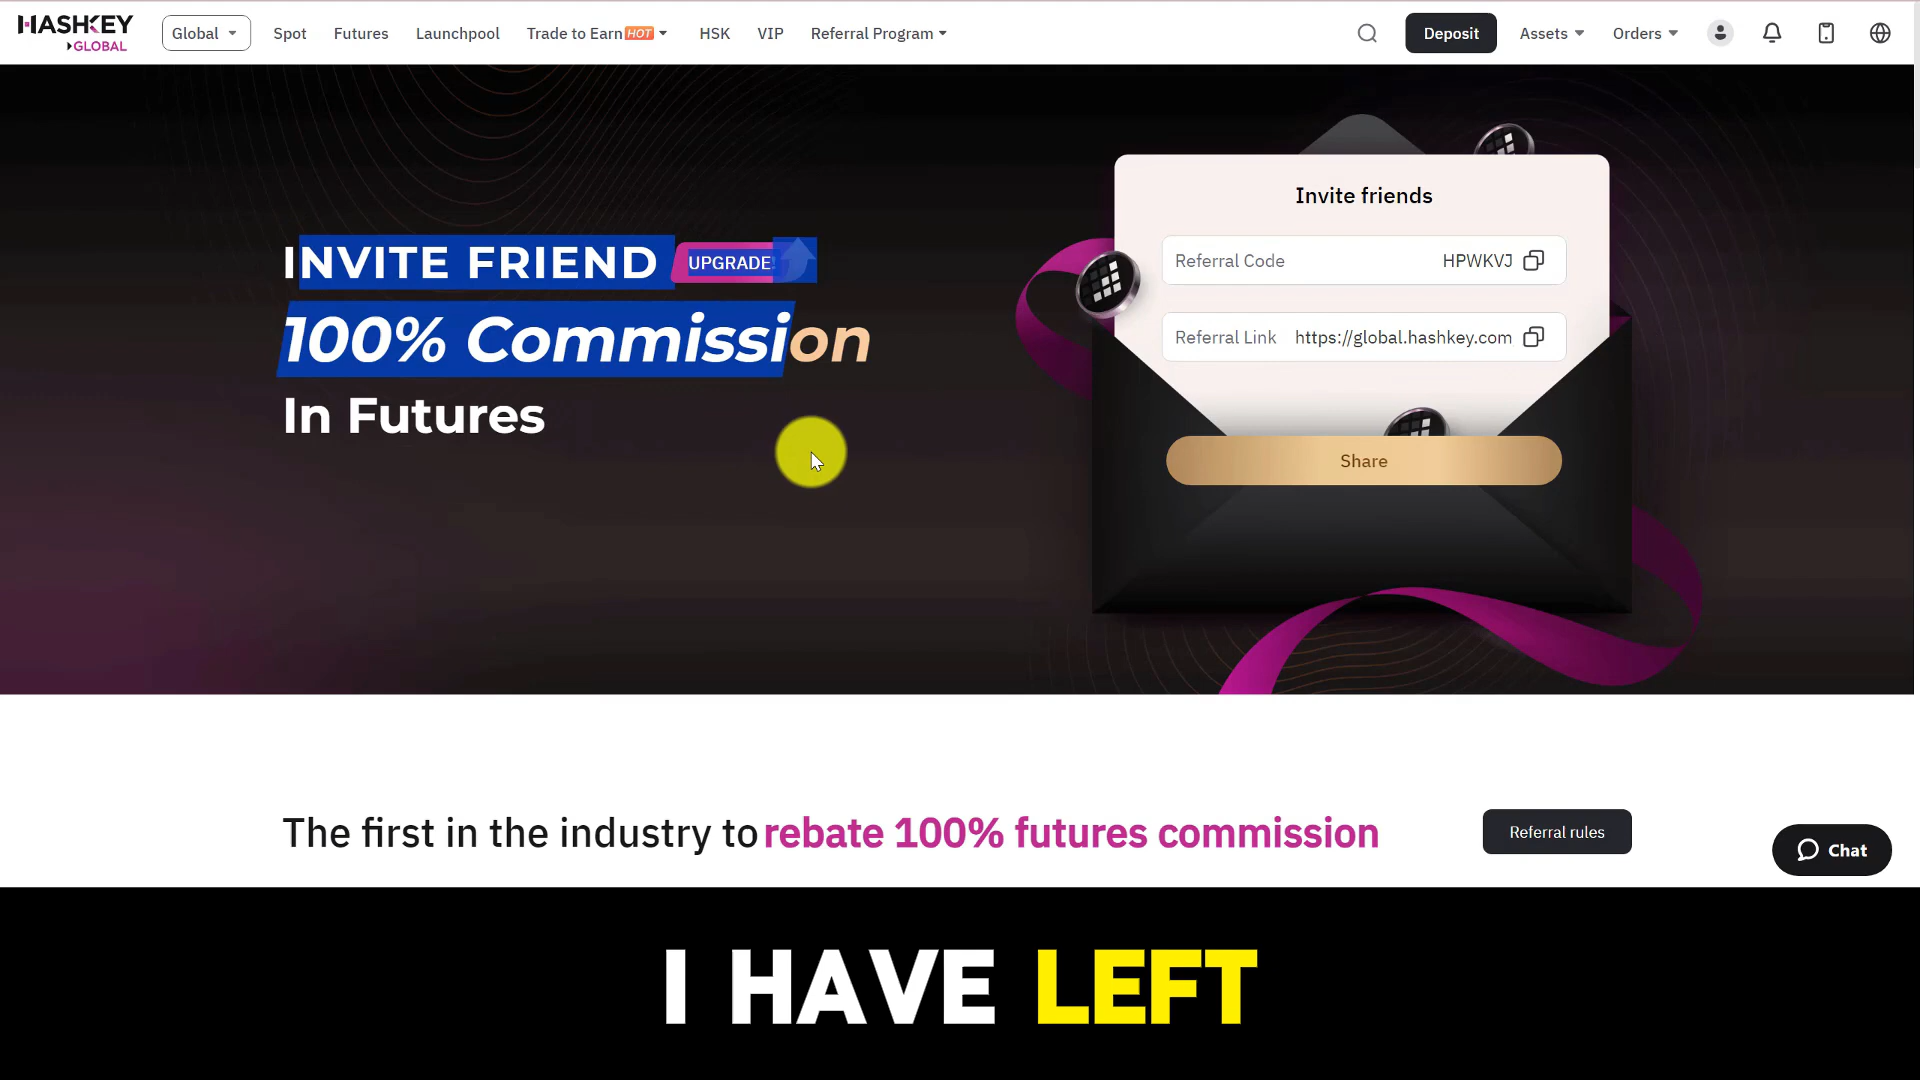 HASHKEY
GLOBAL
Global
Spot
Futures
Launchpool
Trade to Earn HOT
HSK
VIP
Referral Program
Deposit
Assets
Orders
INVITE FRIEND UPGRADE!
100% Commission
In Futures
Invite friends
Referral Code HPWKVJ
Referral Link https://global.hashkey.com
Share
The first in the industry to rebate 100% futures commission
Referral rules
Chat
I HAVE LEFT